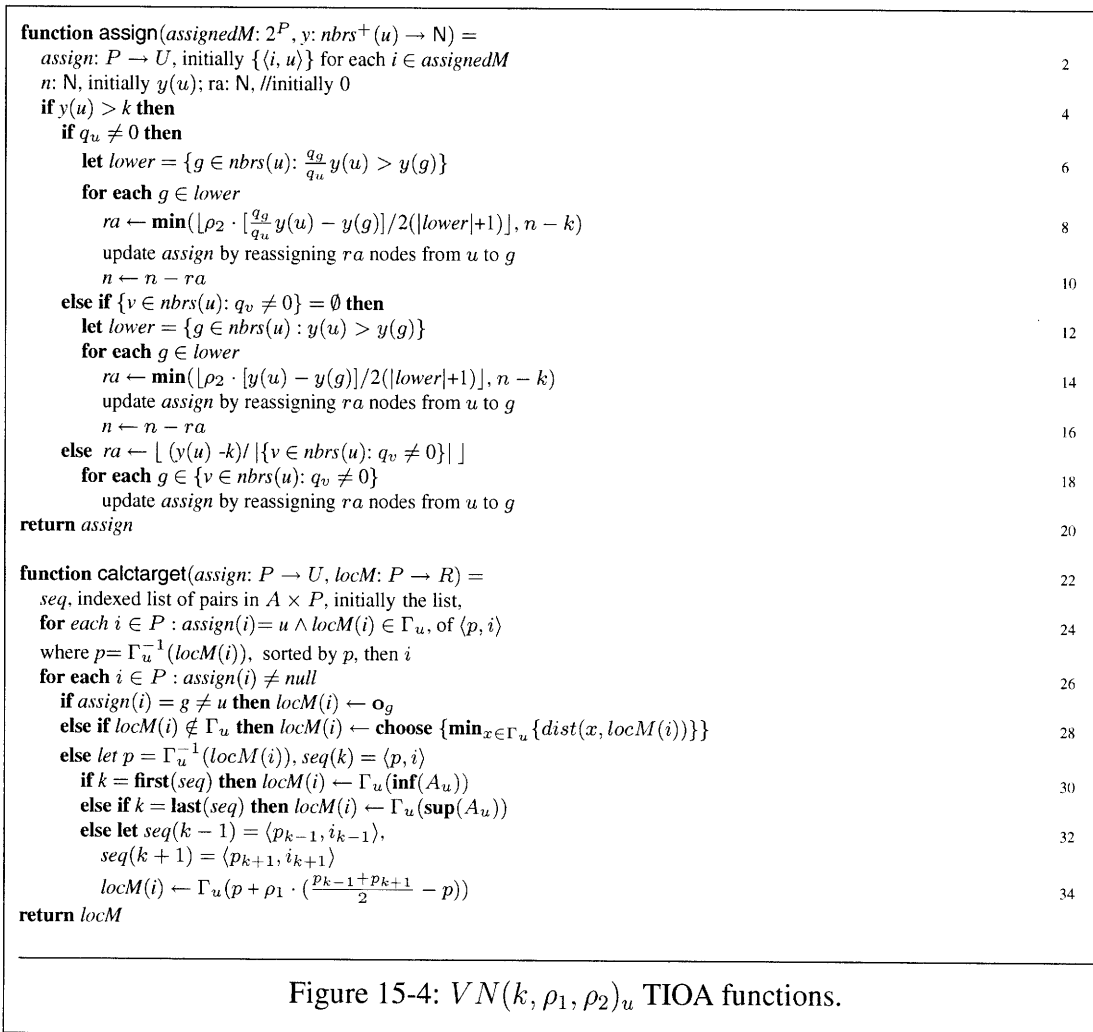 function assign(assignedM: 2^P, y: nbrs^+(u) → N) =
assign: P → U, initially {⟨i, u⟩} for each i ∈ assignedM 2
n: N, initially y(u); ra: N, //initially 0
if y(u) > k then 4
if q_u ≠ 0 then
let lower = {g ∈ nbrs(u): \frac{q_g}{q_u} y(u) > y(g)} 6
for each g ∈ lower
ra ← min(⌊ρ_2 · [\frac{q_g}{q_u} y(u) − y(g)]/2(|lower|+1)⌋, n − k) 8
update assign by reassigning ra nodes from u to g
n ← n − ra 10
else if {v ∈ nbrs(u): q_v ≠ 0} = ∅ then
let lower = {g ∈ nbrs(u) : y(u) > y(g)} 12
for each g ∈ lower
ra ← min(⌊ρ_2 · [y(u) − y(g)]/2(|lower|+1)⌋, n − k) 14
update assign by reassigning ra nodes from u to g
n ← n − ra 16
else ra ← ⌊ (y(u) -k)/ |{v ∈ nbrs(u): q_v ≠ 0}| ⌋
for each g ∈ {v ∈ nbrs(u): q_v ≠ 0} 18
update assign by reassigning ra nodes from u to g
return assign 20
function calctarget(assign: P → U, locM: P → R) = 22
seq, indexed list of pairs in A × P, initially the list,
for each i ∈ P : assign(i)= u ∧ locM(i) ∈ Γ_u, of ⟨p, i⟩ 24
where p= Γ_u^{-1}(locM(i)), sorted by p, then i
for each i ∈ P : assign(i) ≠ null 26
if assign(i) = g ≠ u then locM(i) ← o_g
else if locM(i) ∉ Γ_u then locM(i) ← choose {min_{x∈Γ_u}{dist(x, locM(i))}} 28
else let p = Γ_u^{-1}(locM(i)), seq(k) = ⟨p, i⟩
if k = first(seq) then locM(i) ← Γ_u(inf(A_u)) 30
else if k = last(seq) then locM(i) ← Γ_u(sup(A_u))
else let seq(k − 1) = ⟨p_{k−1}, i_{k−1}⟩, 32
seq(k + 1) = ⟨p_{k+1}, i_{k+1}⟩
locM(i) ← Γ_u(p + ρ_1 · (\frac{p_{k−1}+p_{k+1}}{2} − p)) 34
return locM
Figure 15-4: VN(k, ρ_1, ρ_2)_u TIOA functions.